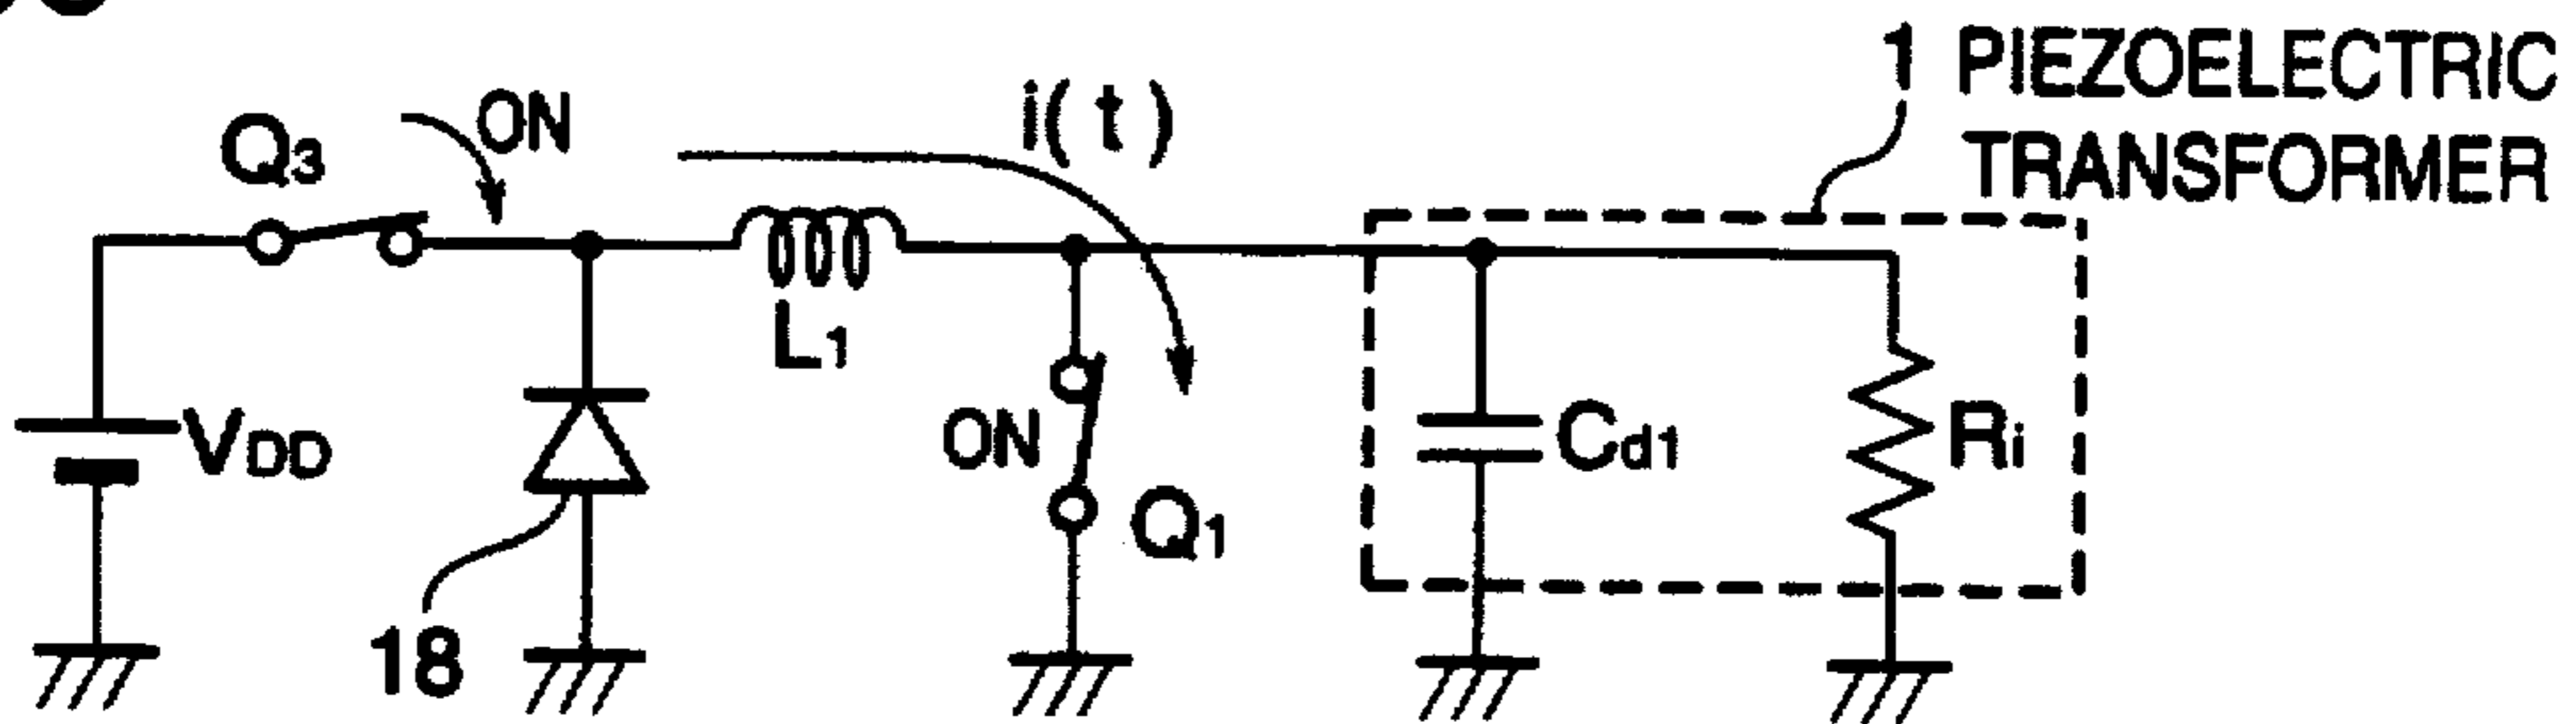 1 PIEZOELECTRIC
TRANSFORMER
Q3
ON
i( t )
L1
VDD
ON
Q1
Cd1
Ri
18